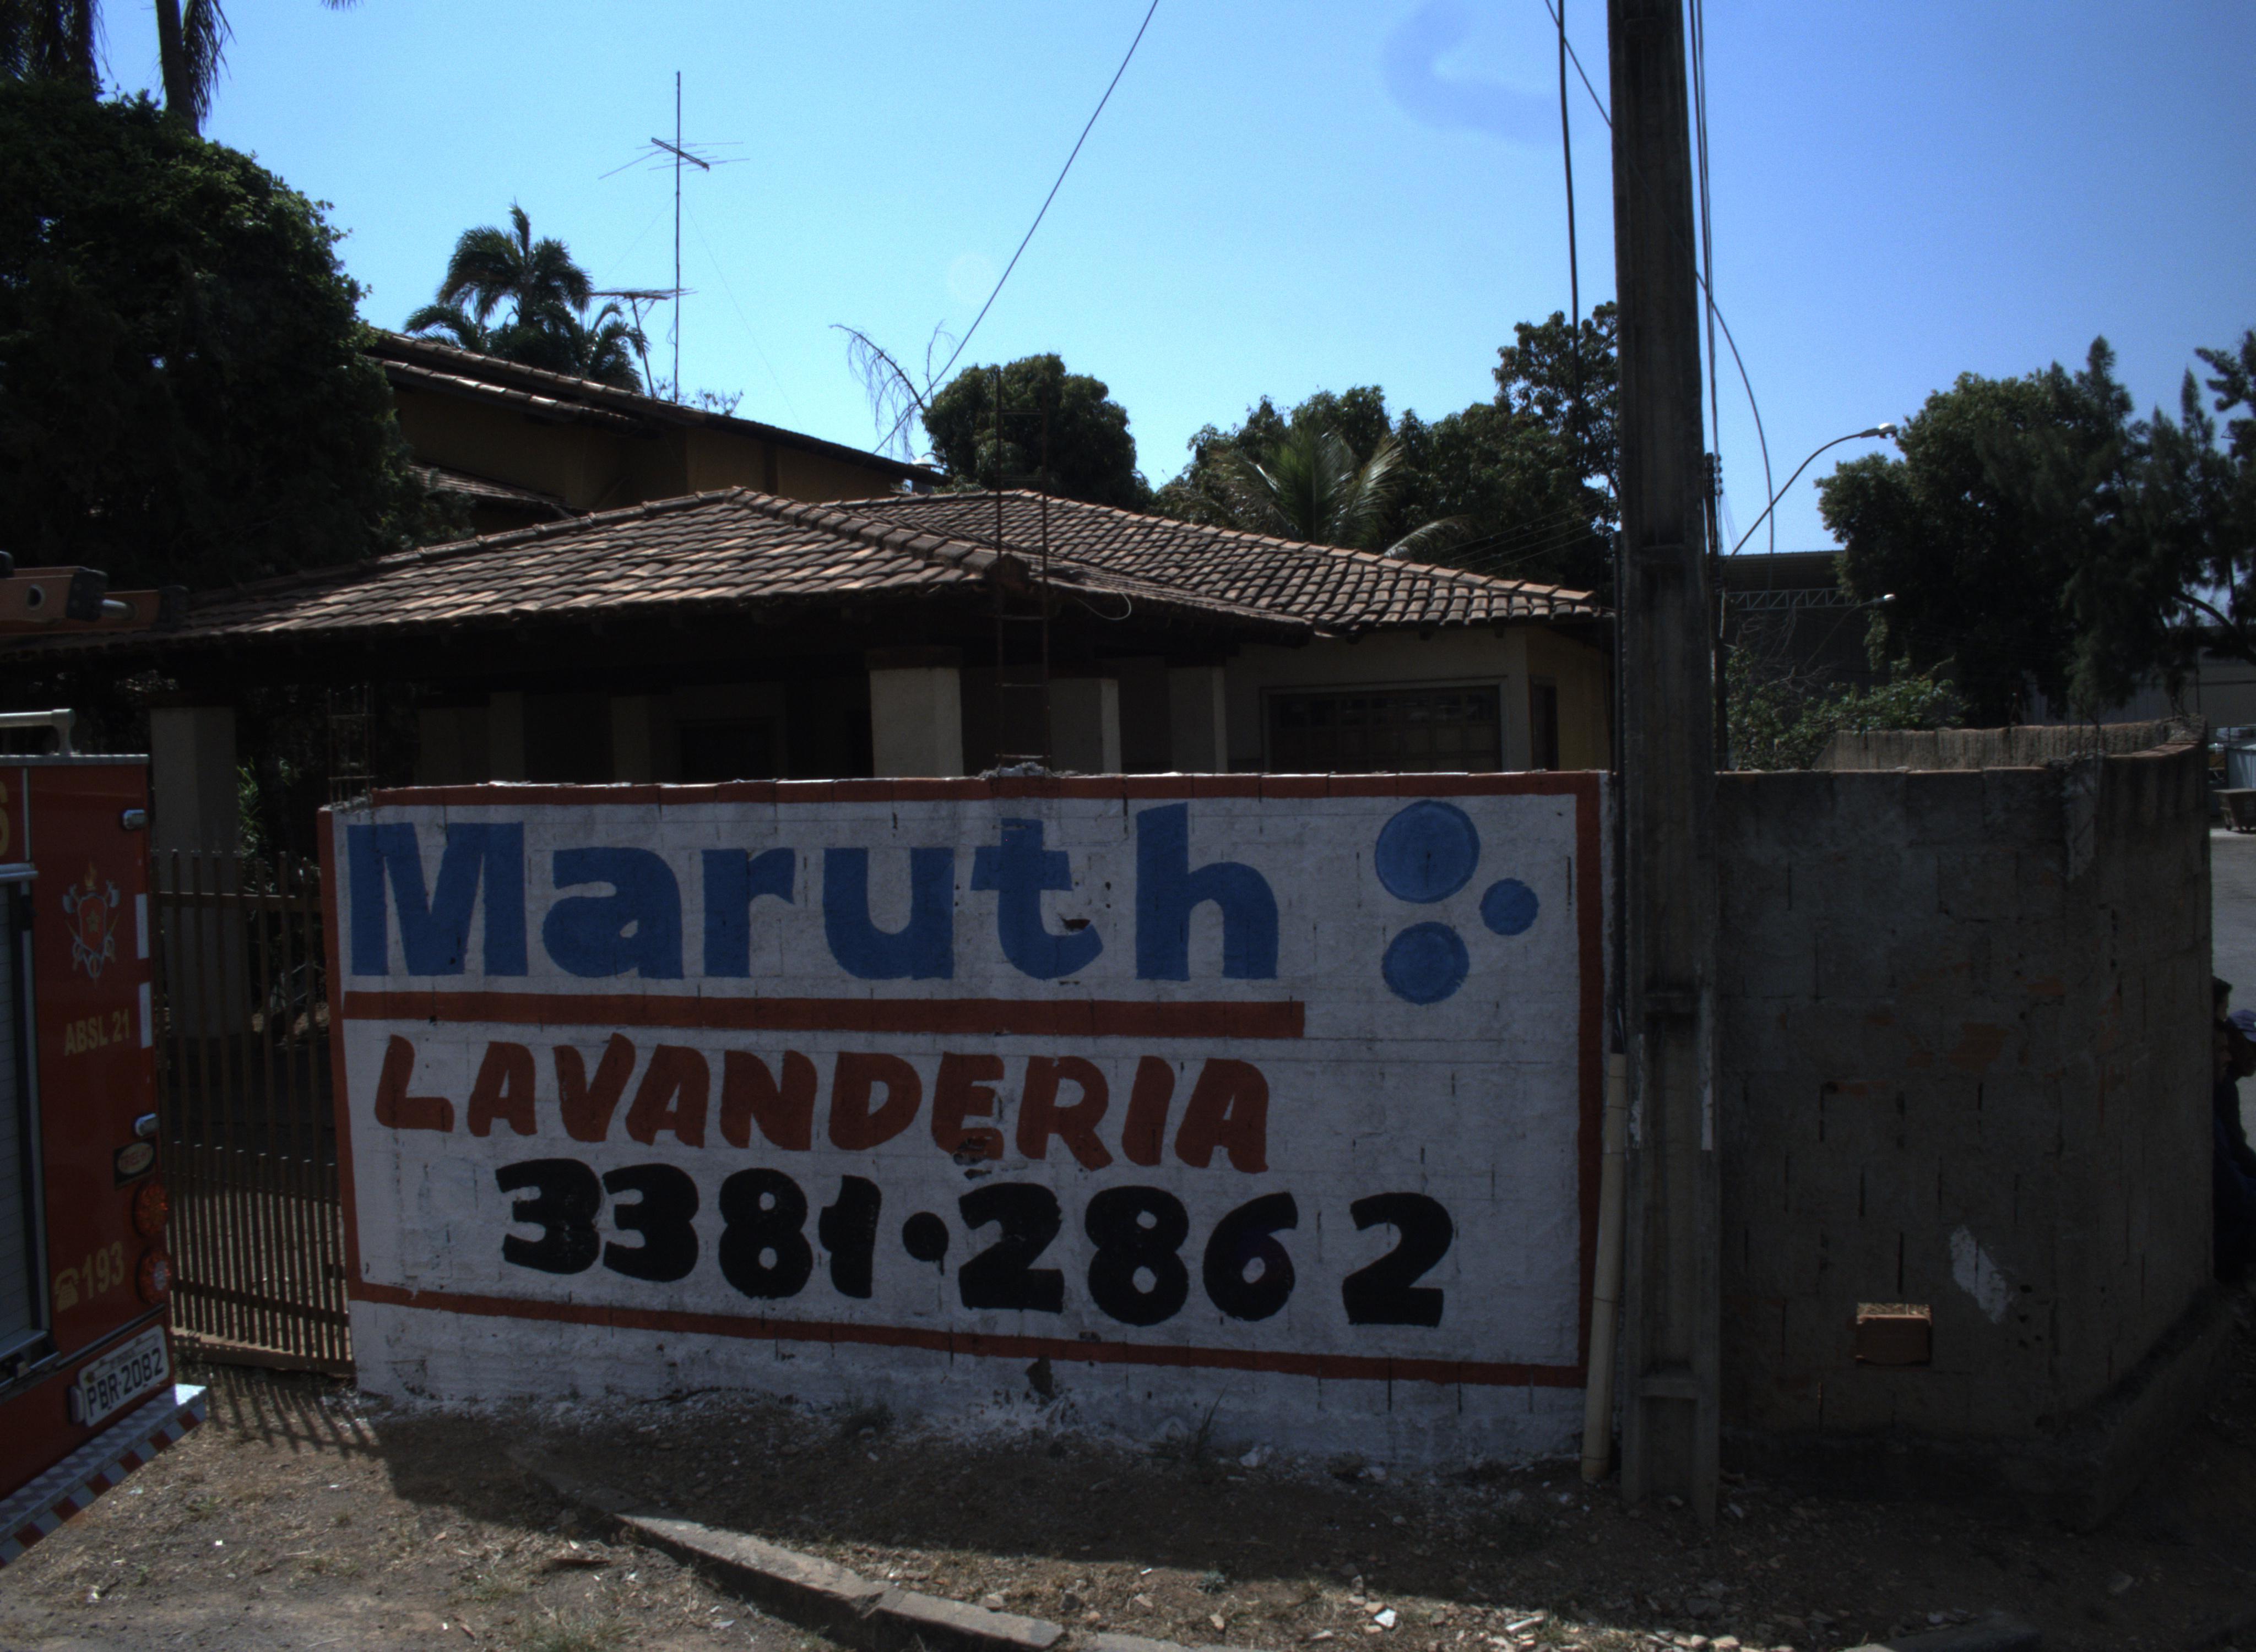 Maruth
LAVANDERIA
3381·2862
ABSL 21
193
PBR·2082